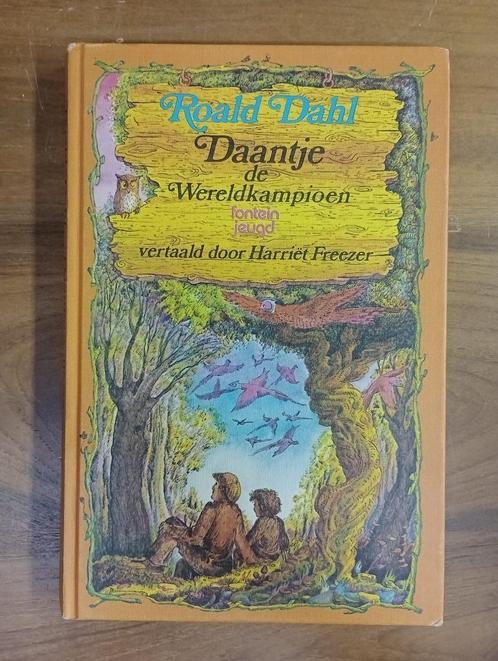 Roald Dahl
Daantje
de
Wereldkampioen
fontein
jeugd
vertaald door Harriët Freezer